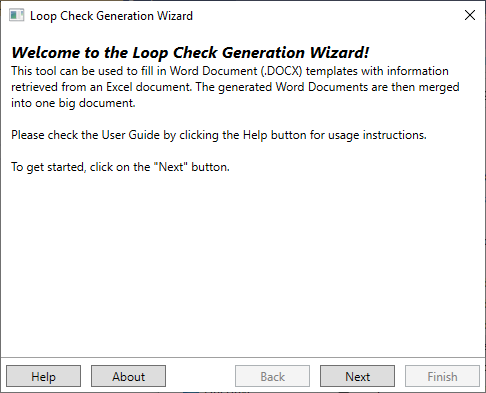 Loop Check Generation Wizard
Welcome to the Loop Check Generation Wizard!
This tool can be used to fill in Word Document (.DOCX) templates with information
retrieved from an Excel document. The generated Word Documents are then merged
into one big document.
Please check the User Guide by clicking the Help button for usage instructions.
To get started, click on the "Next" button.
Help About Back Next Finish